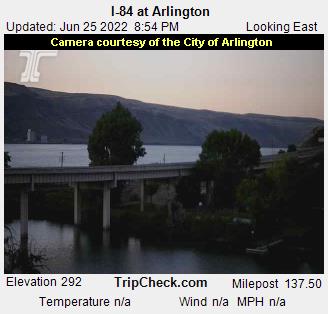 I-84 at Arlington
Updated: Jun 25 2022 8:54 PM Looking East
Camera courtesy of the City of Arlington
Elevation 292 TripCheck.com Milepost 137.50
Temperature n/a Wind n/a MPH n/a